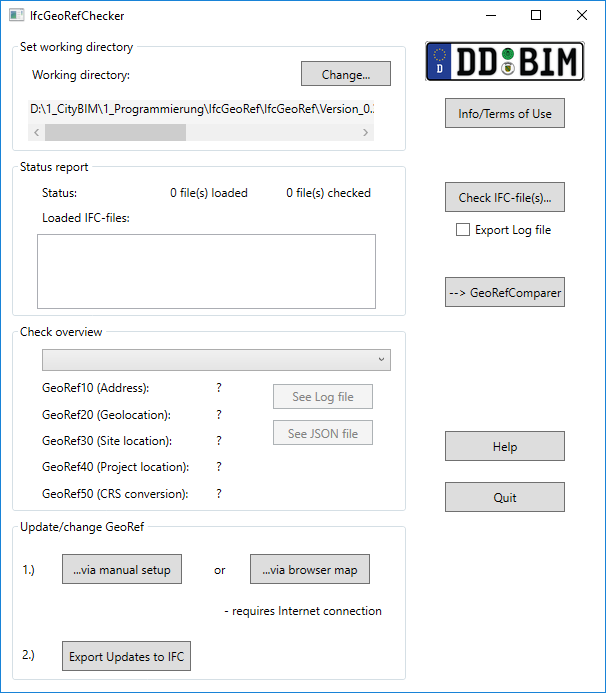 IfcGeoRefChecker
Set working directory
Working directory:
Change...
D:\1_CityBIM\1_Programmierung\IfcGeoRef\IfcGeoRef\Version_0.
D
DD BIM
Info/Terms of Use
Status report
Status:
0 file(s) loaded
0 file(s) checked
Loaded IFC-files:
Check IFC-file(s)...
Export Log file
--> GeoRefComparer
Check overview
GeoRef10 (Address):
?
See Log file
GeoRef20 (Geolocation):
?
See JSON file
GeoRef30 (Site location):
?
GeoRef40 (Project location):
?
GeoRef50 (CRS conversion):
?
Help
Quit
Update/change GeoRef
1.)
...via manual setup
or
...via browser map
- requires Internet connection
2.)
Export Updates to IFC